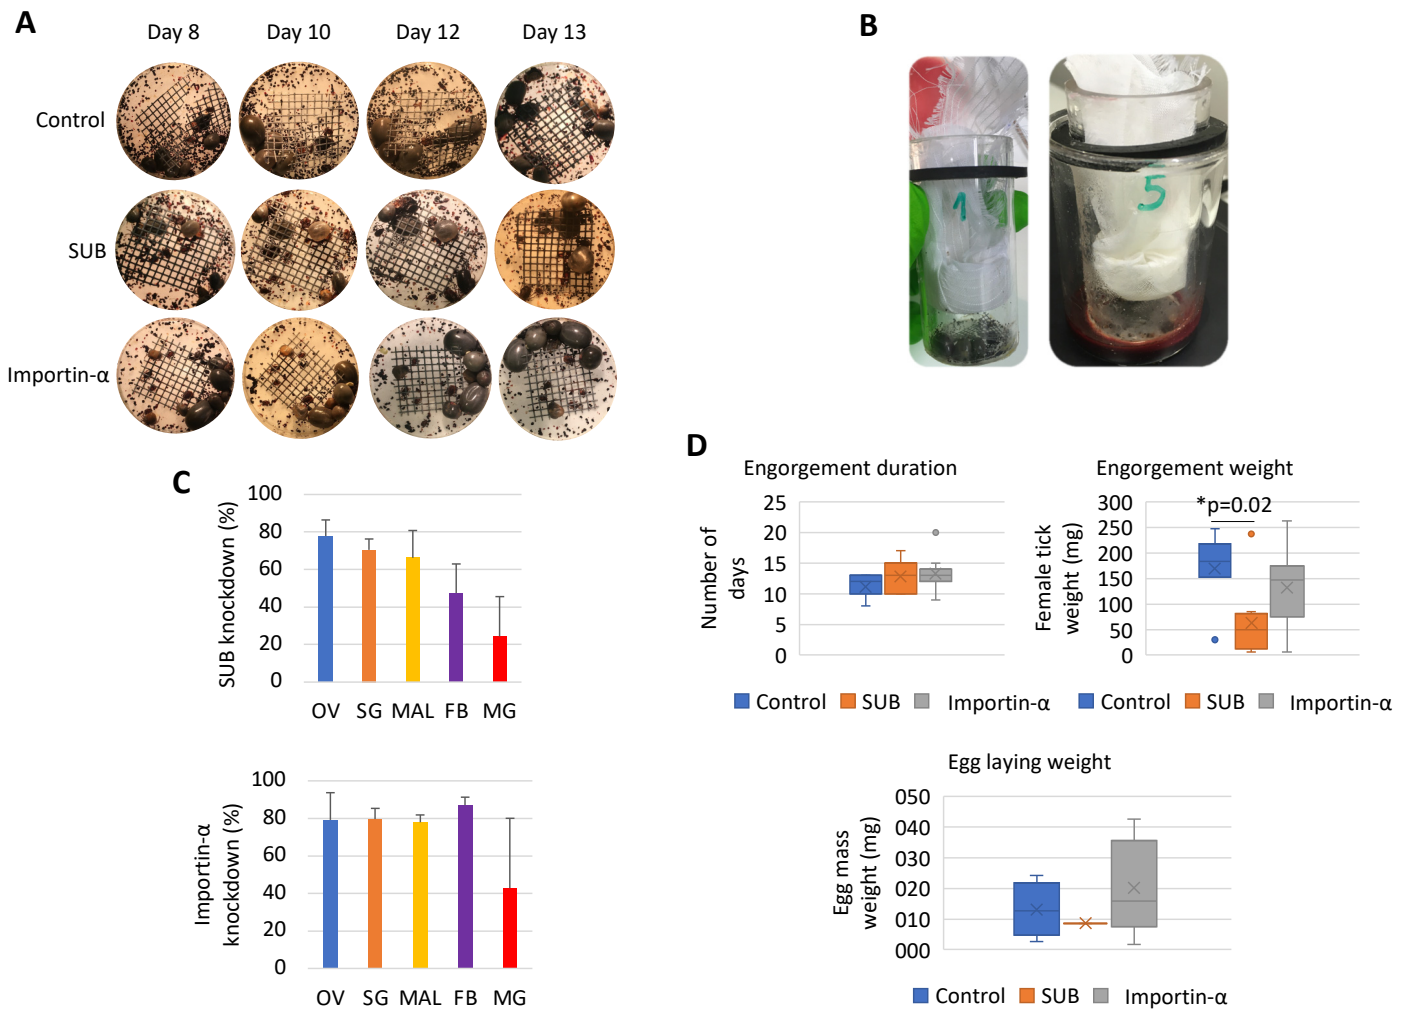 A
Day 8
Day 10
Day 12
Day 13
Control
SUB
Importin-α
B
1
5
C
SUB knockdown (%)
100
80
60
40
20
0
OV SG MAL FB MG
Importin-α
knockdown (%)
100
80
60
40
20
0
OV SG MAL FB MG
D
Engorgement duration
Number of
days
25
20
15
10
5
0
Control SUB Importin-α
Engorgement weight
Female tick
weight (mg)
300
250
200
150
100
50
0
*p=0.02
Control SUB Importin-α
Egg laying weight
Egg mass
weight (mg)
050
040
030
020
010
000
Control SUB Importin-α